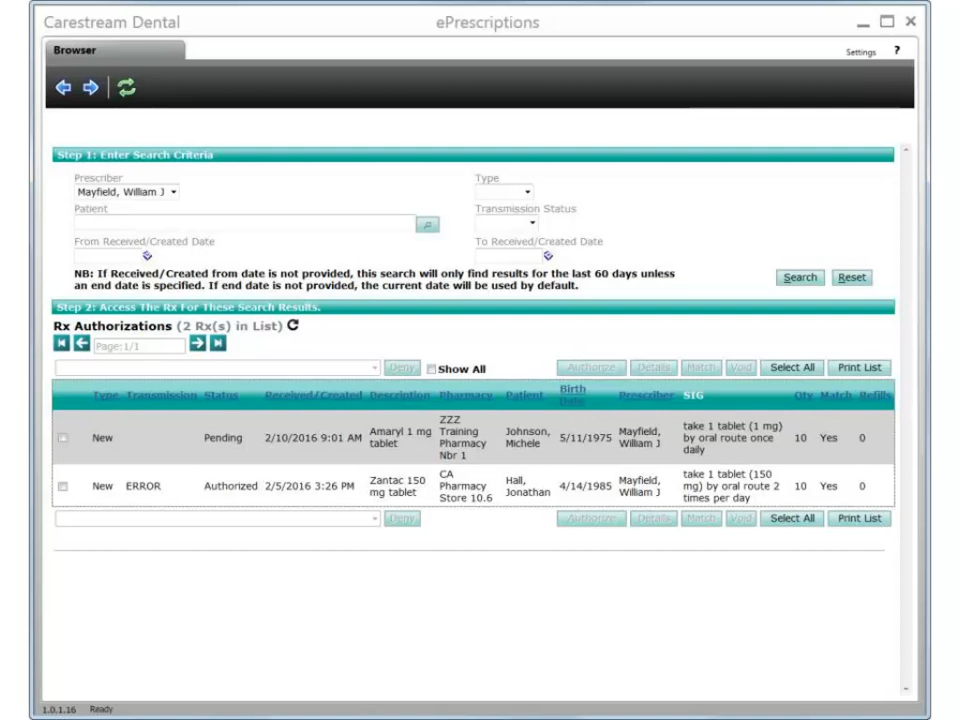 Carestream Dental ePrescriptions
Browser Settings ?
Step 1: Enter Search Criteria
Prescriber Type
Mayfield, William J
Patient Transmission Status
From Received/Created Date To Received/Created Date
NB: If Received/Created from date is not provided, this search will only find results for the last 60 days unless
an end date is specified. If end date is not provided, the current date will be used by default.
Search Reset
Step 2: Access The Rx For These Search Results.
Rx Authorizations (2 Rx(s) in List)
Page:1/1
Deny Show All Authorize Details Match Void Select All Print List
Type Transmission Status Received/Created Description Pharmacy Patient Birth Date Prescriber SIG Qty Match Refills
New Pending 2/10/2016 9:01 AM Amaryl 1 mg tablet ZZZ Training Pharmacy Nbr 1 Johnson, Michele 5/11/1975 Mayfield, William J take 1 tablet (1 mg) by oral route once daily 10 Yes 0
New ERROR Authorized 2/5/2016 3:26 PM Zantac 150 mg tablet CA Pharmacy Store 10.6 Hall, Jonathan 4/14/1985 Mayfield, William J take 1 tablet (150 mg) by oral route 2 times per day 10 Yes 0
Deny Authorize Details Match Void Select All Print List
1.0.1.16 Ready